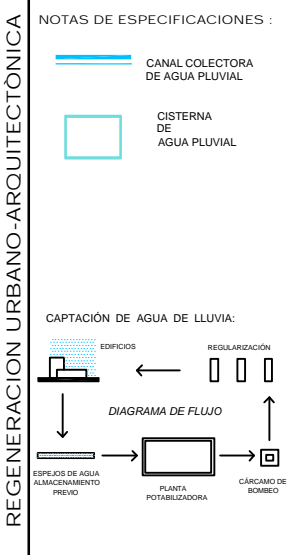 REGENERACION URBANO-ARQUITECTÒNICA
NOTAS DE ESPECIFICACIONES :
CANAL COLECTORA
DE AGUA PLUVIAL
CISTERNA
DE
AGUA PLUVIAL
CAPTACIÓN DE AGUA DE LLUVIA:
EDIFICIOS
REGULARIZACIÓN
DIAGRAMA DE FLUJO
ESPEJOS DE AGUA
ALMACENAMIENTO
PREVIO
PLANTA
POTABILIZADORA
CÁRCAMO DE
BOMBEO